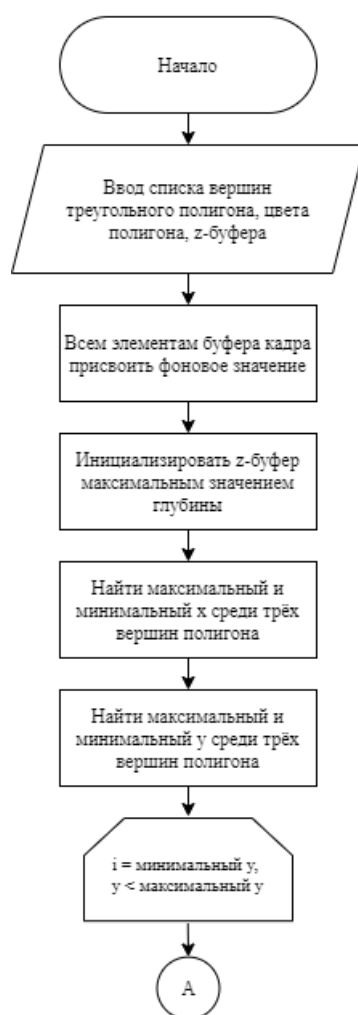 Начало
Ввод списка вершин
треугольного полигона, цвета
полигона, z-буфера
Всем элементам буфера кадра
присвоить фоновое значение
Инициализировать z-буфер
максимальным значением
глубины
Найти максимальный и
минимальный x среди трёх
вершин полигона
Найти максимальный и
минимальный y среди трёх
вершин полигона
i = минимальный y,
y < максимальный y
А